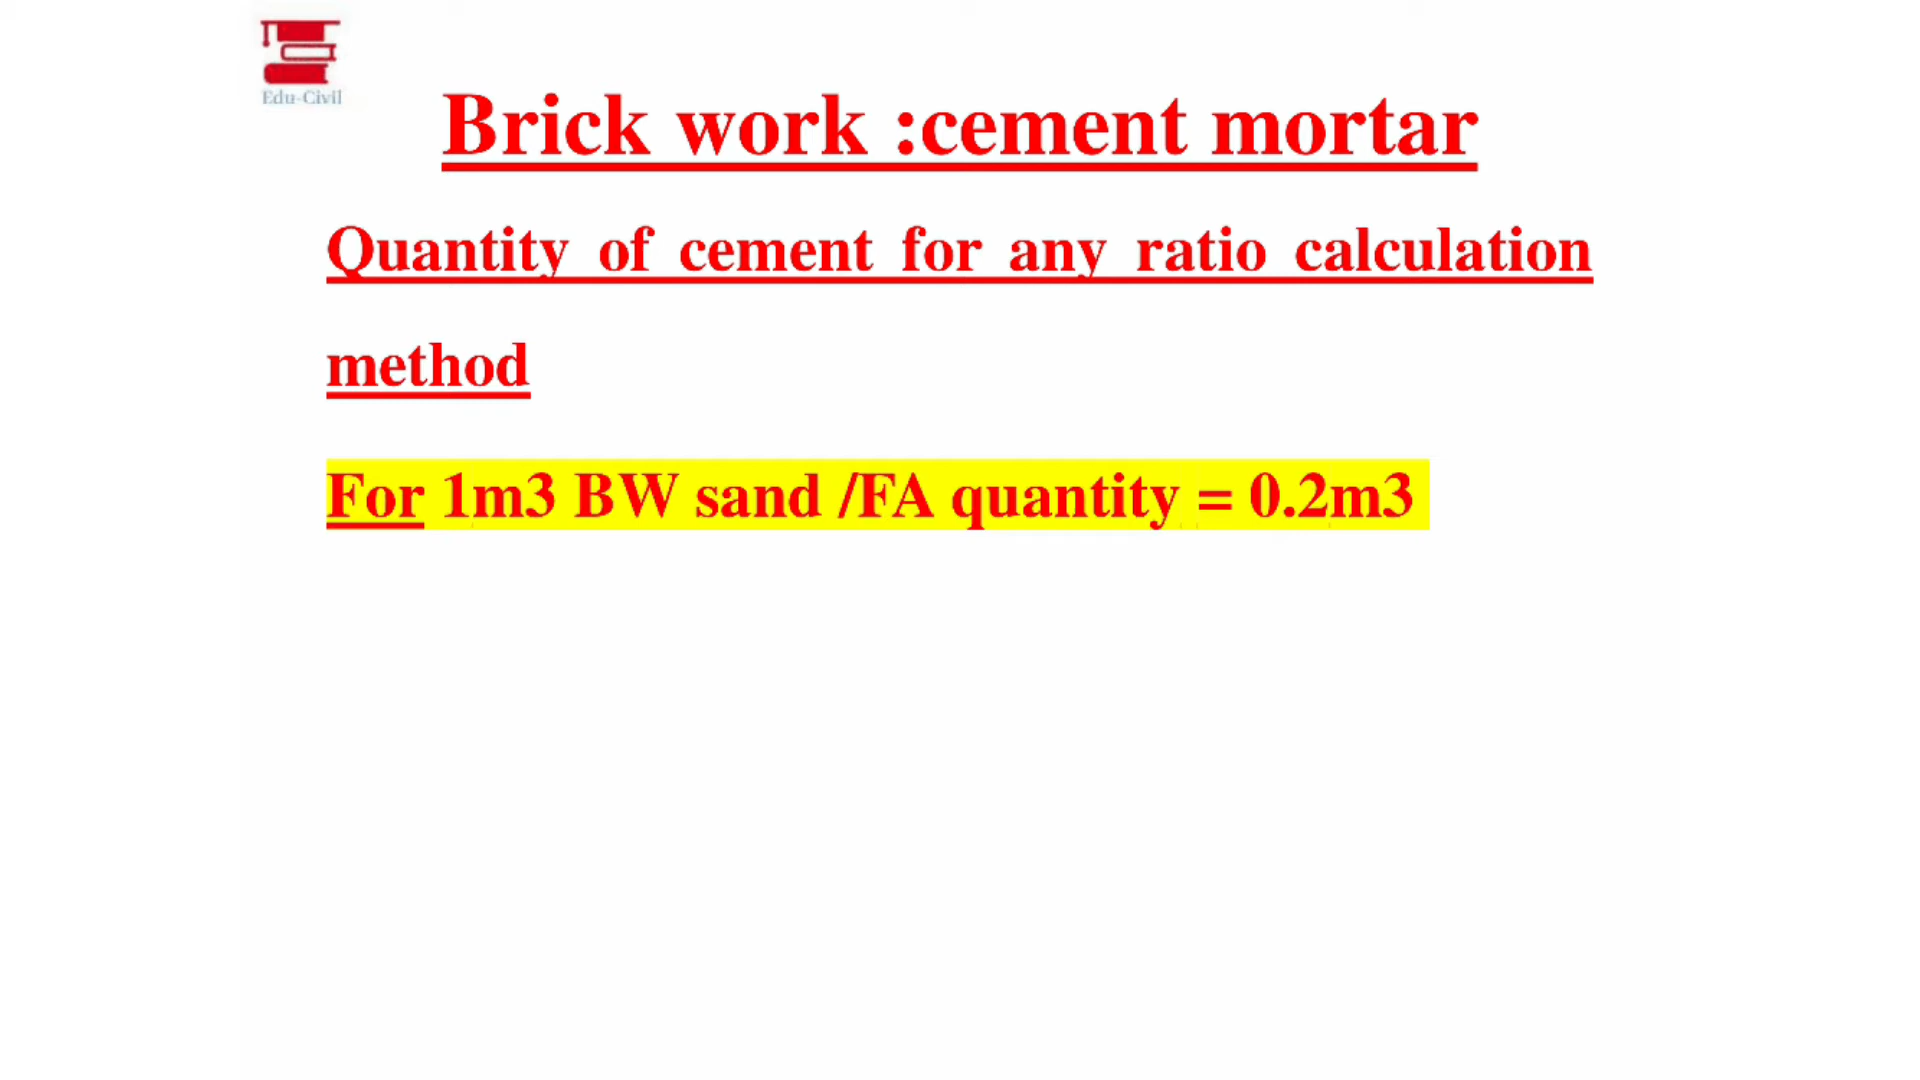 Edu-Civil
Brick work :cement mortar
Quantity of cement for any ratio calculation
method
For 1m3 BW sand /FA quantity = 0.2m3